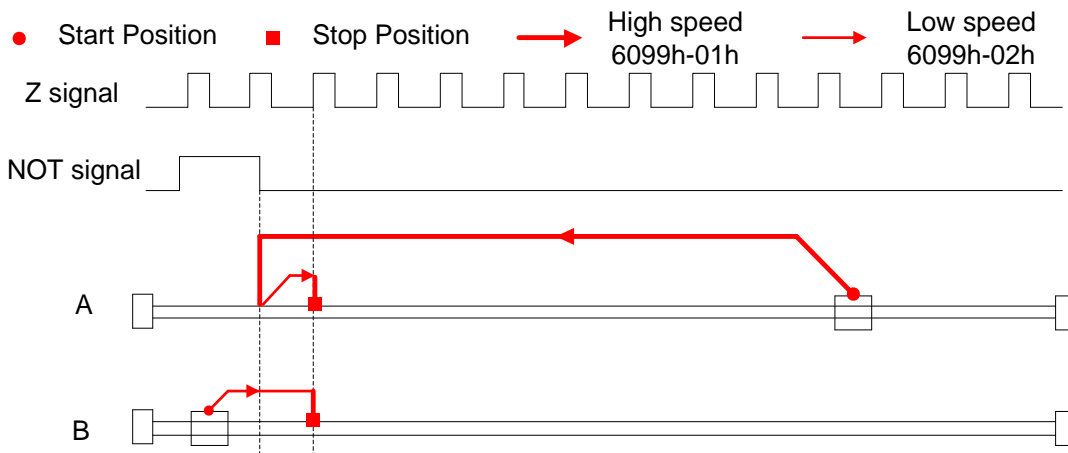 Start Position
Stop Position
High speed
6099h-01h
Low speed
6099h-02h
Z signal
NOT signal
A
B